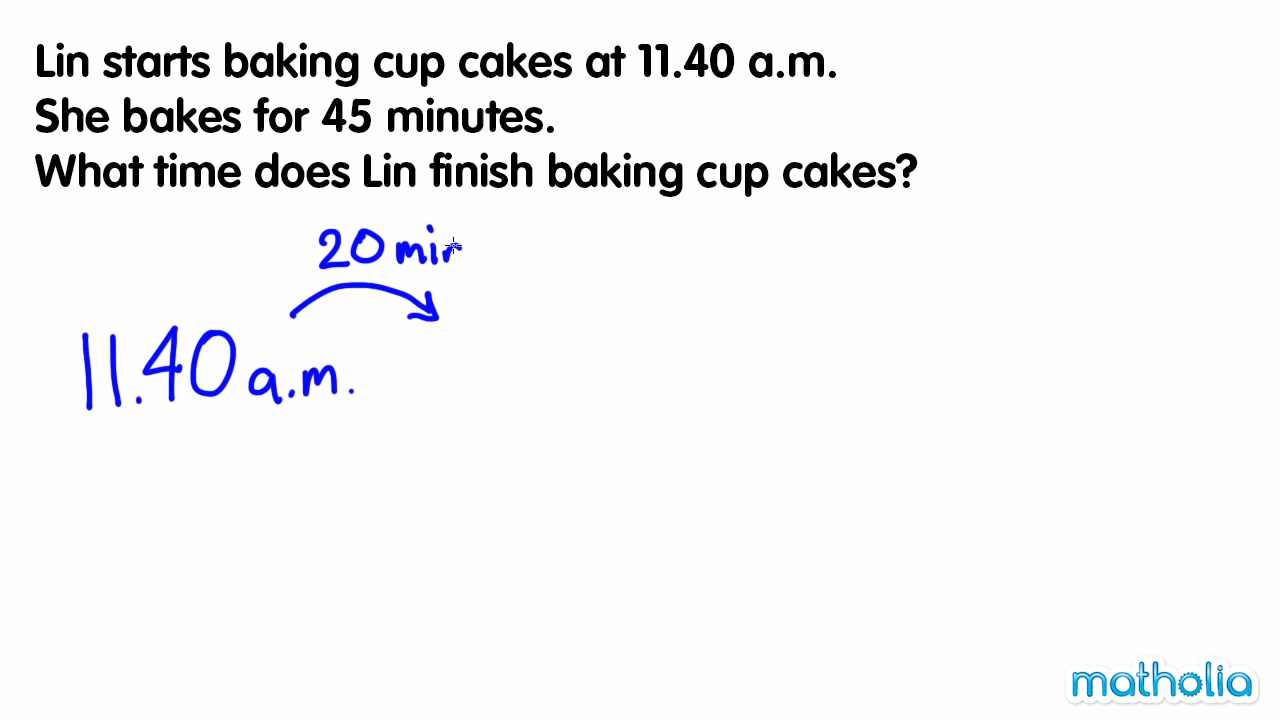 Lin starts baking cup cakes at 11.40 a.m.
She bakes for 45 minutes.
What time does Lin finish baking cup cakes?
20 min
11.40 a.m.
matholia